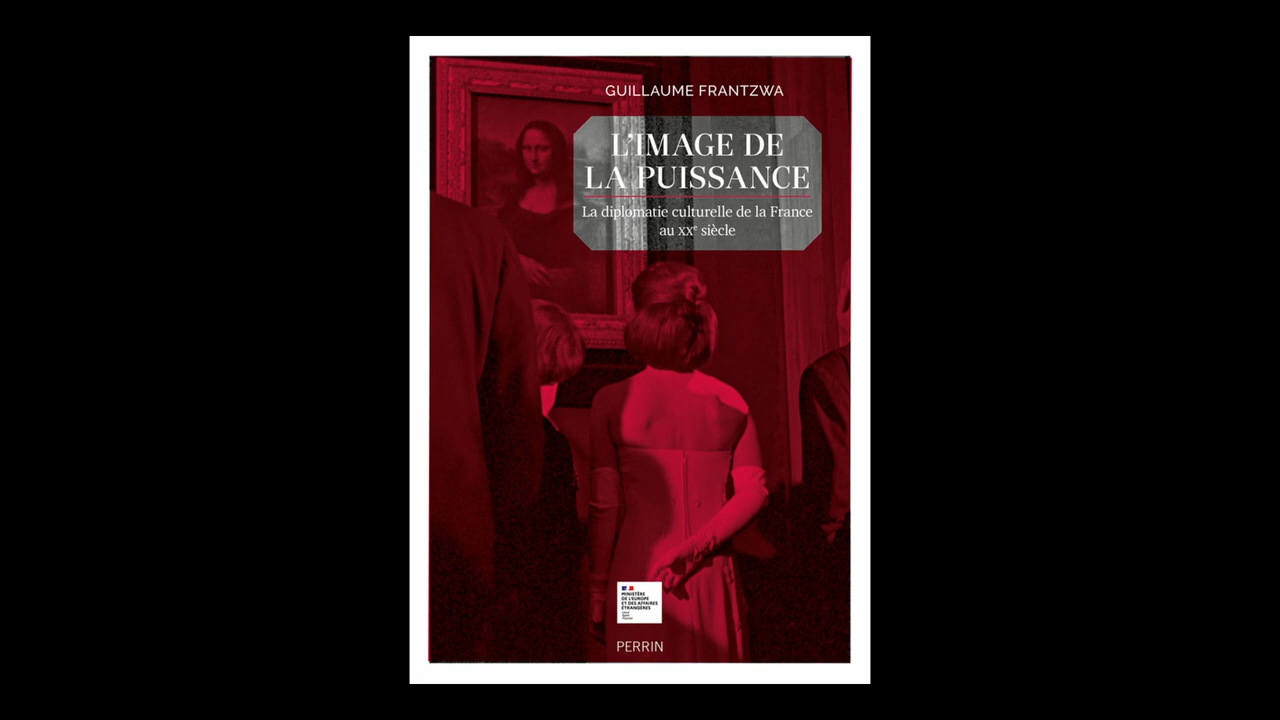 GUILLAUME FRANTZWA
L'IMAGE DE
LA PUISSANCE
La diplomatie culturelle de la France
au XXe siècle
MINISTÈRE
DE L'EUROPE
ET DES AFFAIRES
ÉTRANGÈRES
PERRIN